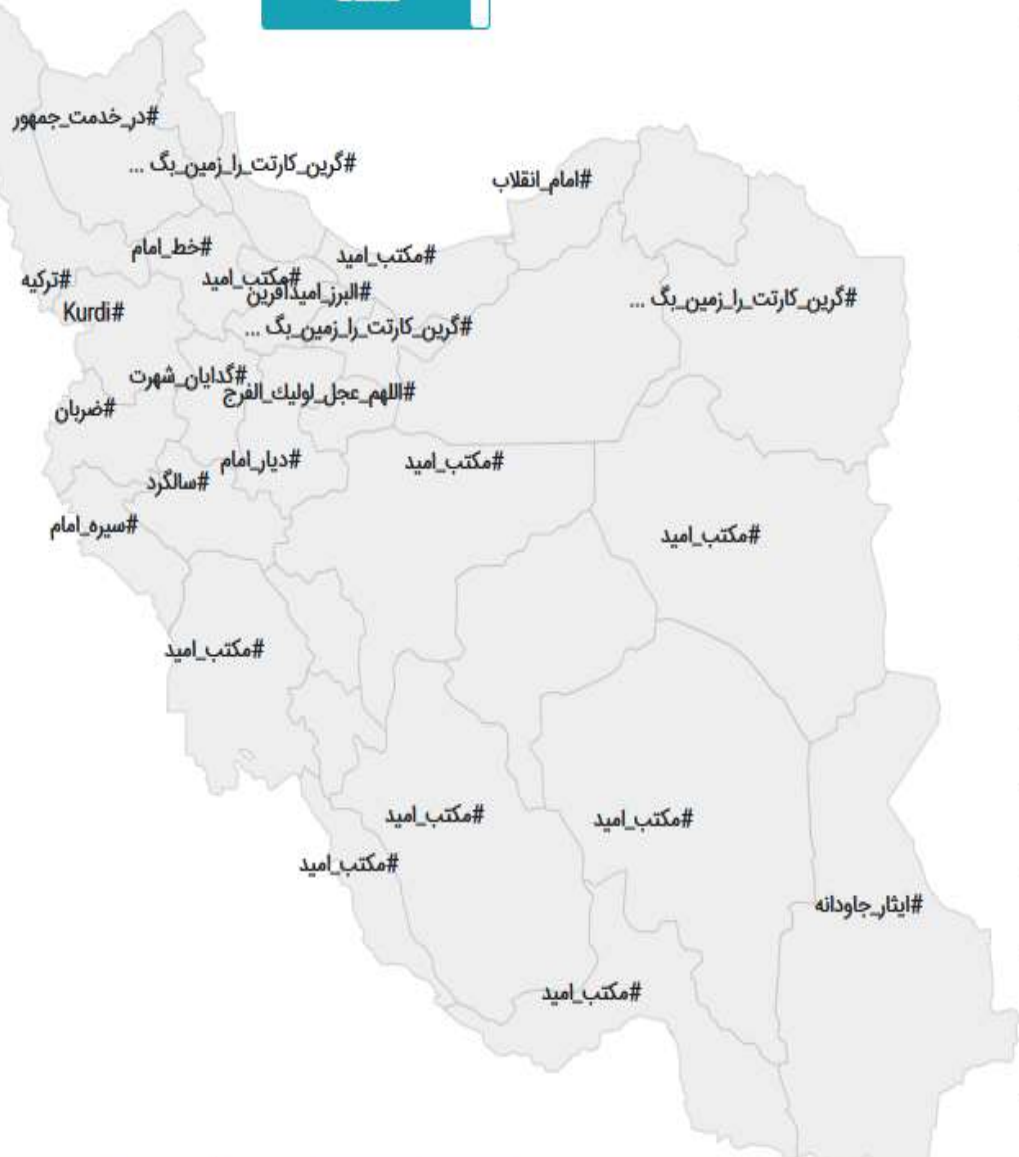 #در_خدمت_جمهور
#گرین_کارتت_را_زمین_بگ ...
#امام_انقلاب
#خط_امام
#مکتب_امید
#ترکیه
#مکتب_امید
#البرز_امیدآفرین
#گرین_کارتت_را_زمین_بگ ...
#Kurdi
#گرین_کارتت_را_زمین_بگ ...
#گدایان_شهرت
#اللهم_عجل_لولیك_الفرج
#ضربان
#دیار_امام
#مکتب_امید
#سالگرد
#سیره_امام
#مکتب_امید
#مکتب_امید
#مکتب_امید
#مکتب_امید
#مکتب_امید
#ایثار_جاودانه
#مکتب_امید